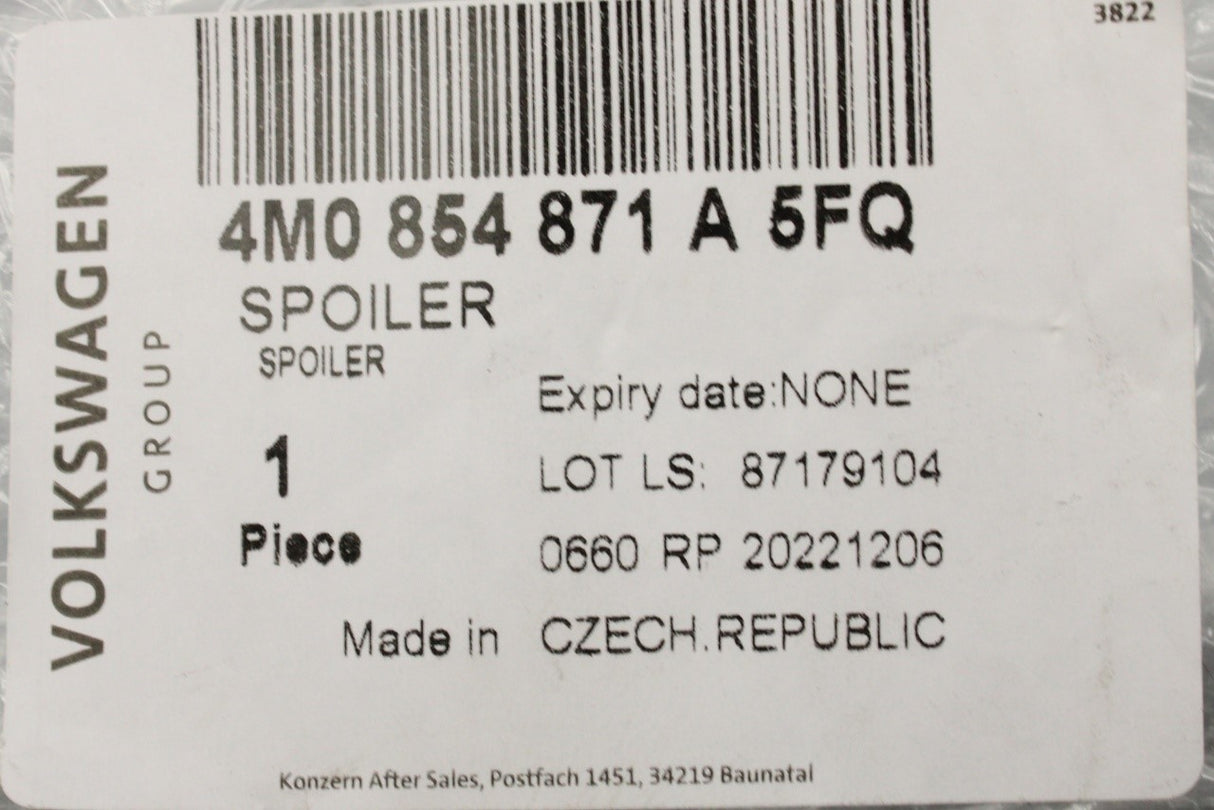 3822
VOLKSWAGEN
GROUP
4M0 854 871 A 5FQ
SPOILER
SPOILER
Expiry date:NONE
1
LOT LS: 87179104
Piece
0660 RP 20221206
Made in CZECH.REPUBLIC
Konzern After Sales, Postfach 1451, 34219 Baunatal